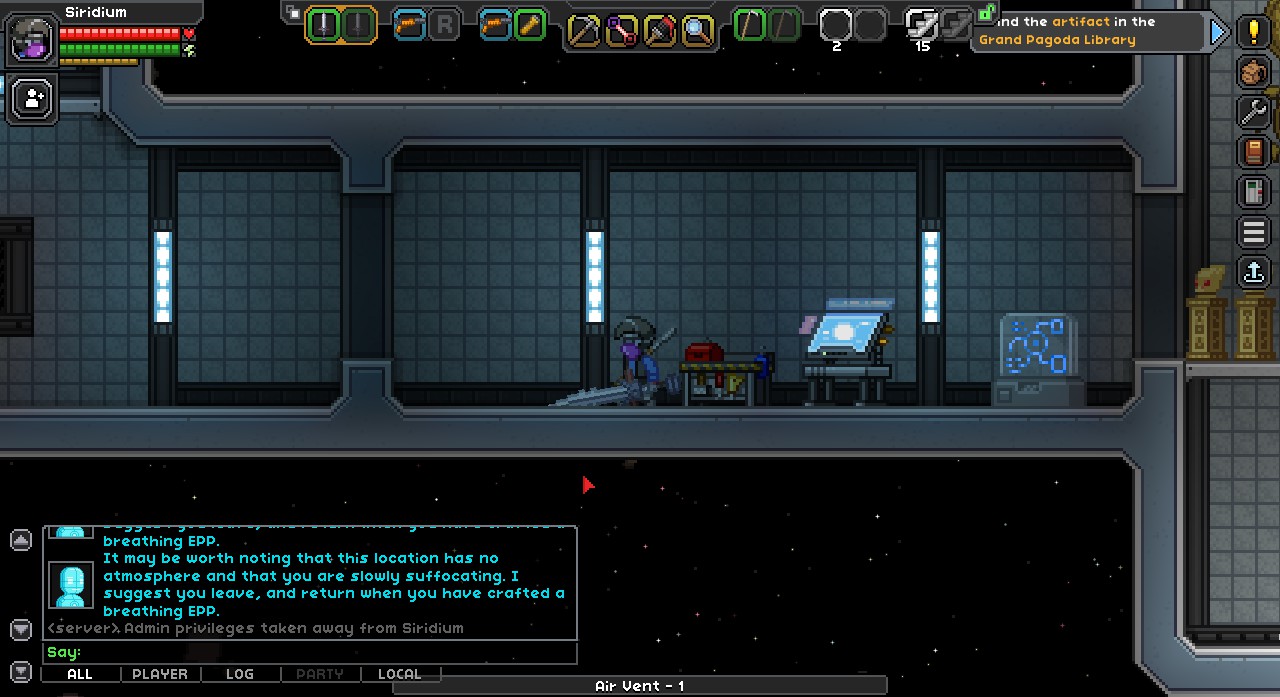 Siridium
R
2
15
ind the artifact in the
Grand Pagoda Library
breathing EPP.
It may be worth noting that this location has no
atmosphere and that you are slowly suffocating. I
suggest you leave, and return when you have crafted a
breathing EPP.
<server> Admin privileges taken away from Siridium
Say:
ALL PLAYER LOG PARTY LOCAL
Air Vent - 1